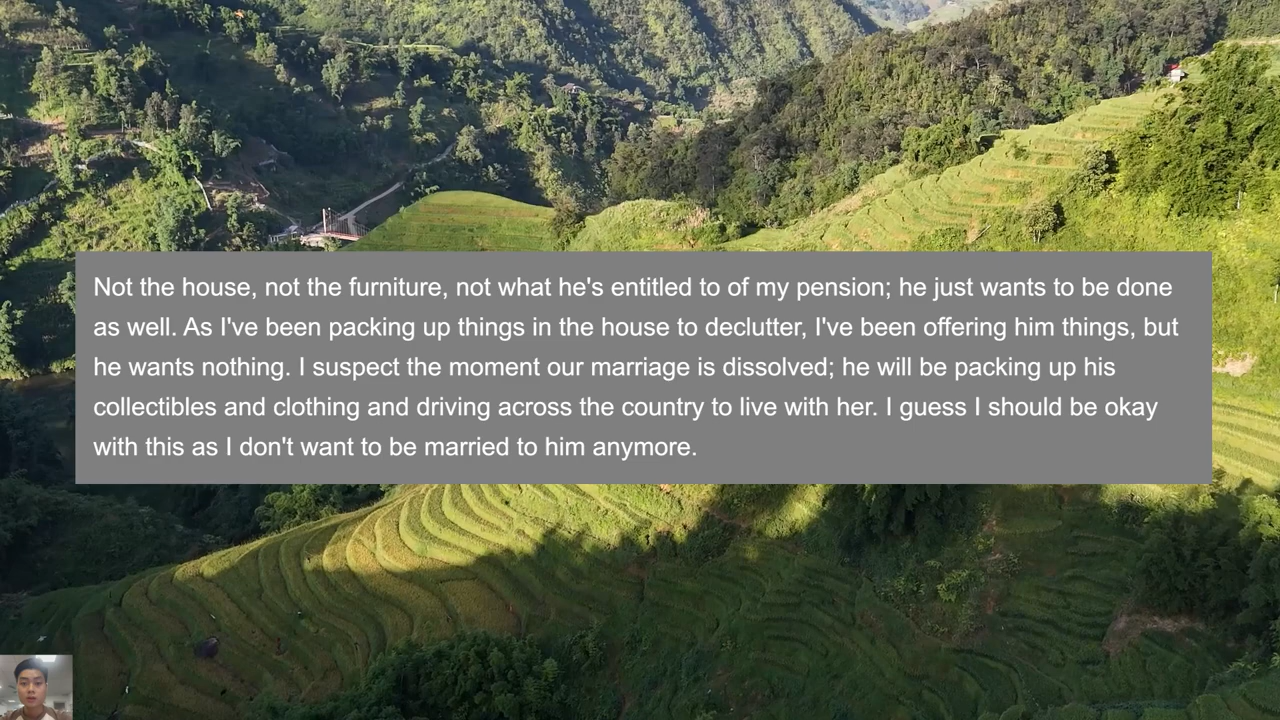 Not the house, not the furniture, not what he's entitled to of my pension; he just wants to be done
as well. As I've been packing up things in the house to declutter, I've been offering him things, but
he wants nothing. I suspect the moment our marriage is dissolved; he will be packing up his
collectibles and clothing and driving across the country to live with her. I guess I should be okay
with this as I don't want to be married to him anymore.